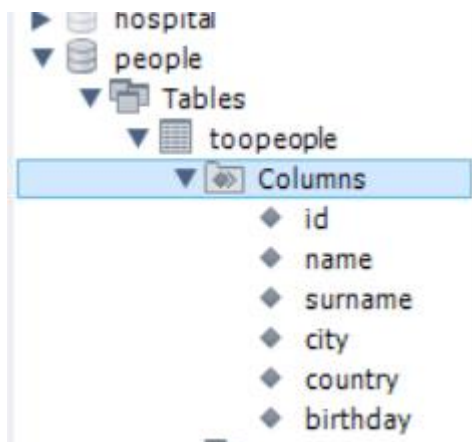 hospital
people
Tables
toopeople
Columns
id
name
surname
city
country
birthday